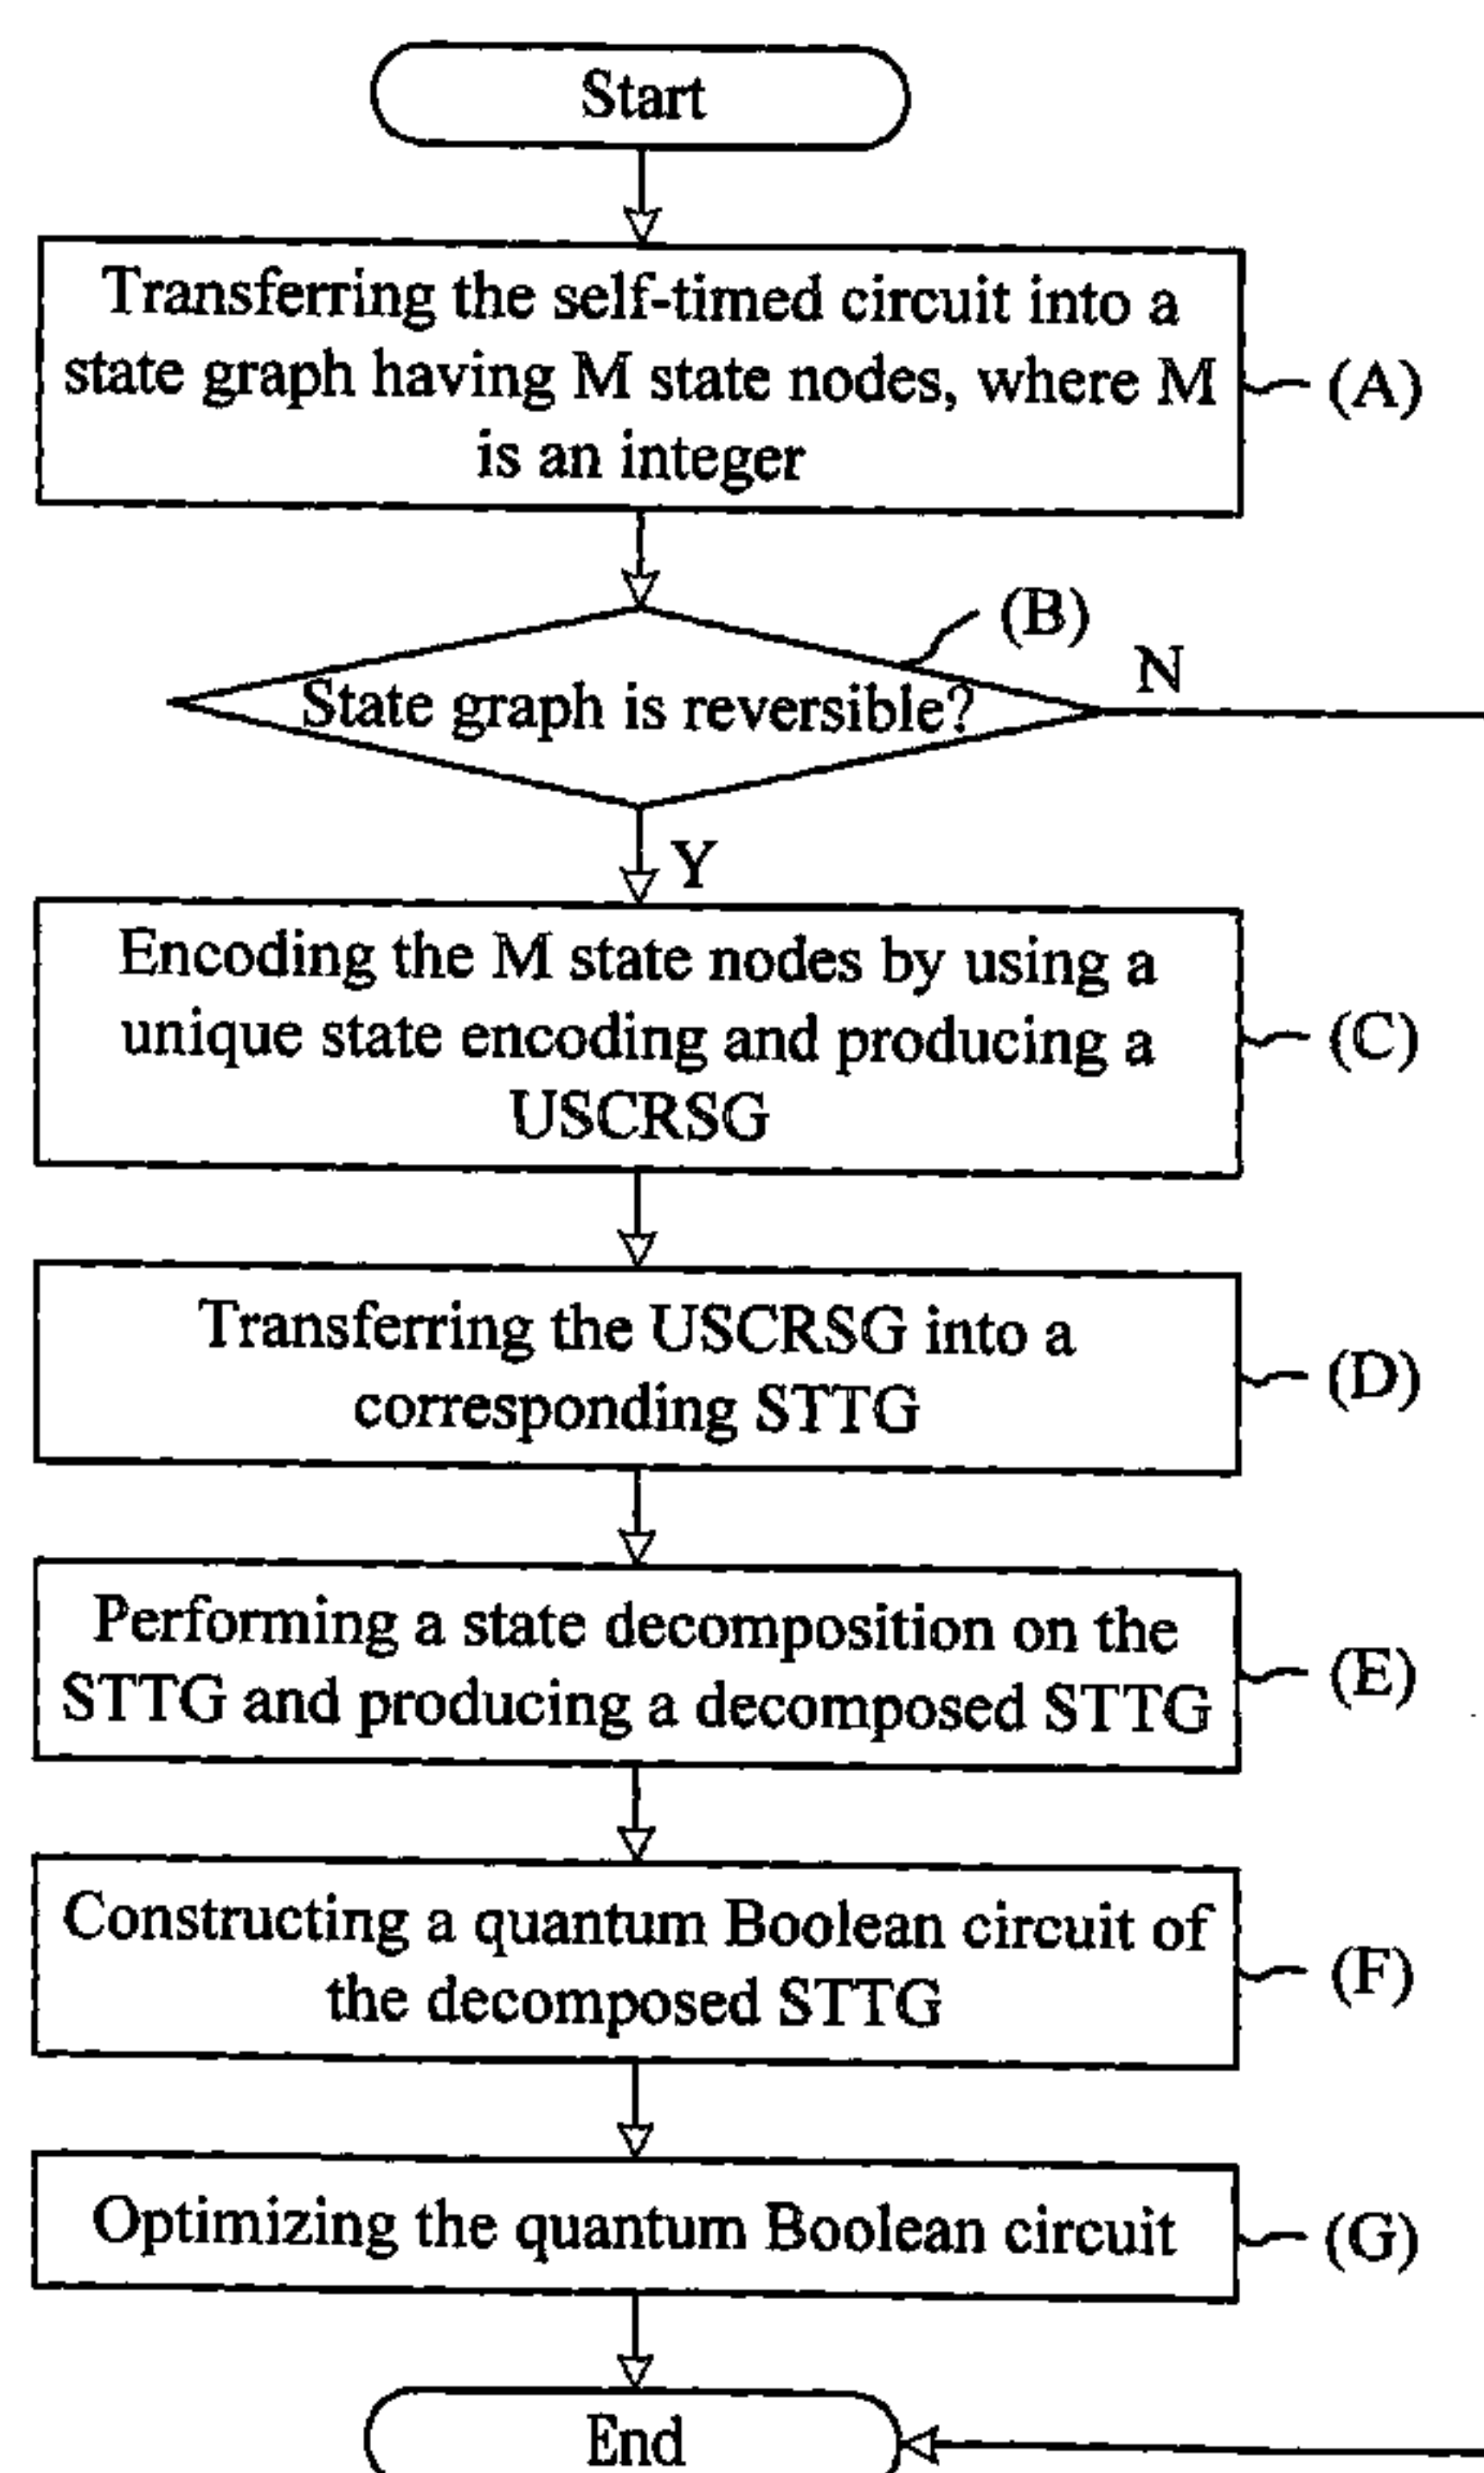 Start
Transferring the self-timed circuit into a
state graph having M state nodes, where M
is an integer
(A)
(B)
N
State graph is reversible?
Y
Encoding the M state nodes by using a
unique state encoding and producing a
USCRSG
(C)
Transferring the USCRSG into a
corresponding STTG
(D)
Performing a state decomposition on the
STTG and producing a decomposed STTG
(E)
Constructing a quantum Boolean circuit of
the decomposed STTG
(F)
Optimizing the quantum Boolean circuit
(G)
End